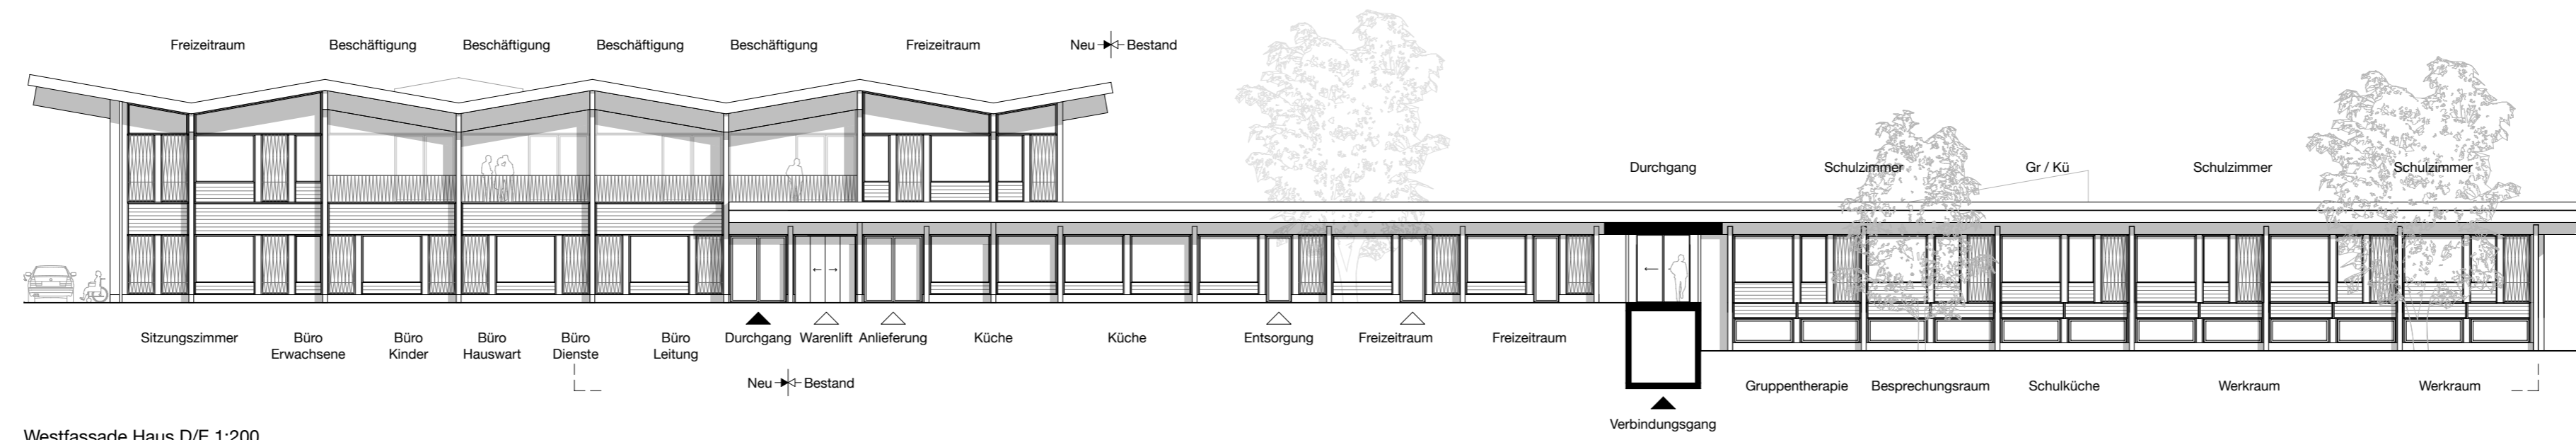 Freizeitraum Beschäftigung Beschäftigung Beschäftigung Beschäftigung Freizeitraum Neu Bestand
Durchgang Schulzimmer Gr / Kü Schulzimmer Schulzimmer
Sitzungszimmer Büro Erwachsene Büro Kinder Büro Hauswart Büro Dienste Büro Leitung Durchgang Warenlift Anlieferung Küche Küche Entsorgung Freizeitraum Freizeitraum
Neu Bestand
Gruppentherapie Besprechungsraum Schulküche Werkraum Werkraum
Verbindungsgang
Westfassade Haus D/E 1:200